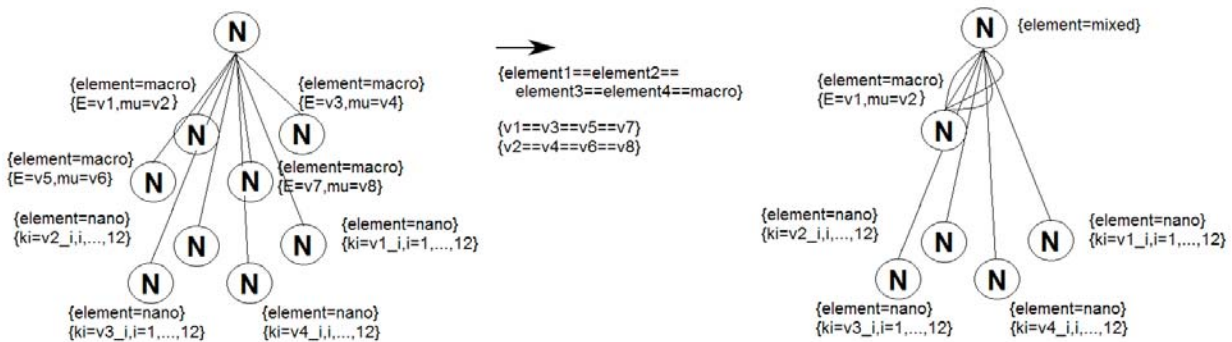 N
{element=macro}
{E=v1,mu=v2}
{element=macro}
{E=v3,mu=v4}
N
N
{element=macro}
{E=v5,mu=v6}
N
N
{element=macro}
{E=v7,mu=v8}
{element=nano}
{ki=v2_i,i,...,12}
N
N
{element=nano}
{ki=v1_i,i=1,...,12}
N
N
{element=nano}
{ki=v3_i,i=1,...,12}
{element=nano}
{ki=v4_i,i,...,12}
{element1==element2==
element3==element4==macro}
{v1==v3==v5==v7}
{v2==v4==v6==v8}
N
{element=mixed}
{element=macro}
{E=v1,mu=v2}
N
{element=nano}
{ki=v2_i,i,...,12}
N
N
{element=nano}
{ki=v1_i,i=1,...,12}
N
N
{element=nano}
{ki=v3_i,i=1,...,12}
{element=nano}
{ki=v4_i,i,...,12}